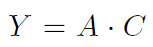 Y = A · C